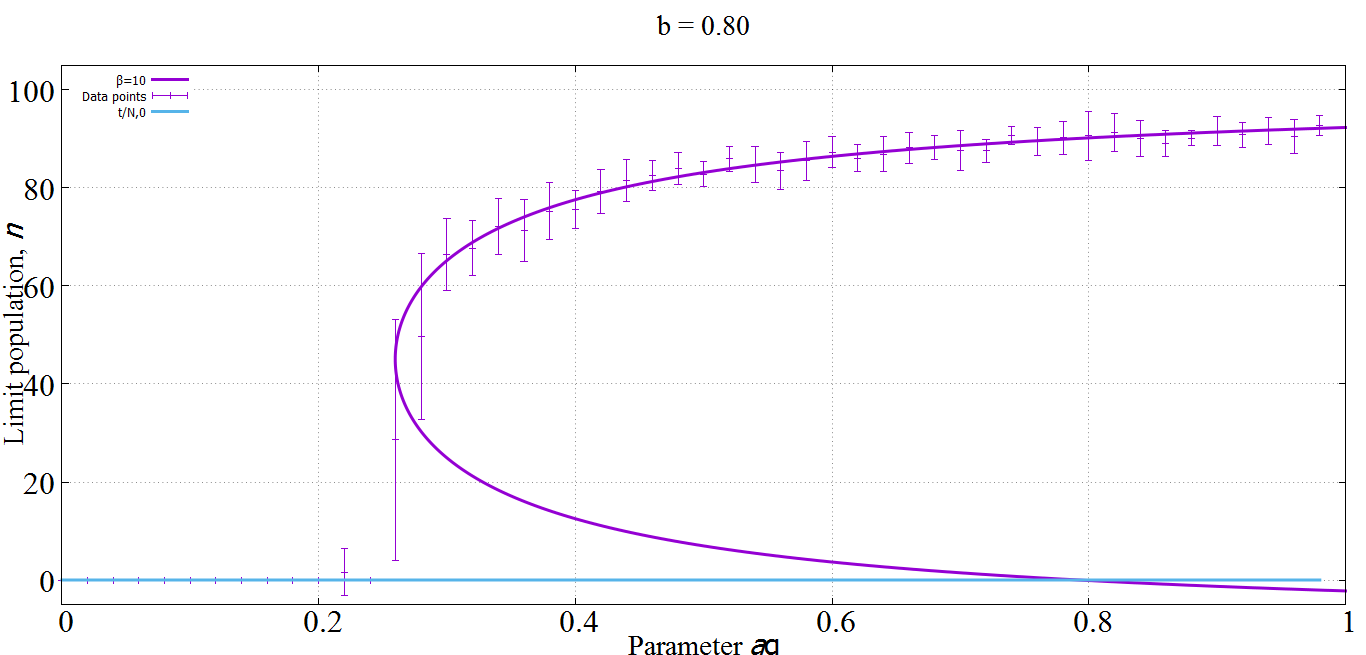 b = 0.80
β=10
Data points
t/N,0
100
80
60
40
20
0
Limit population, n
0 0.2 0.4 0.6 0.8 1
Parameter